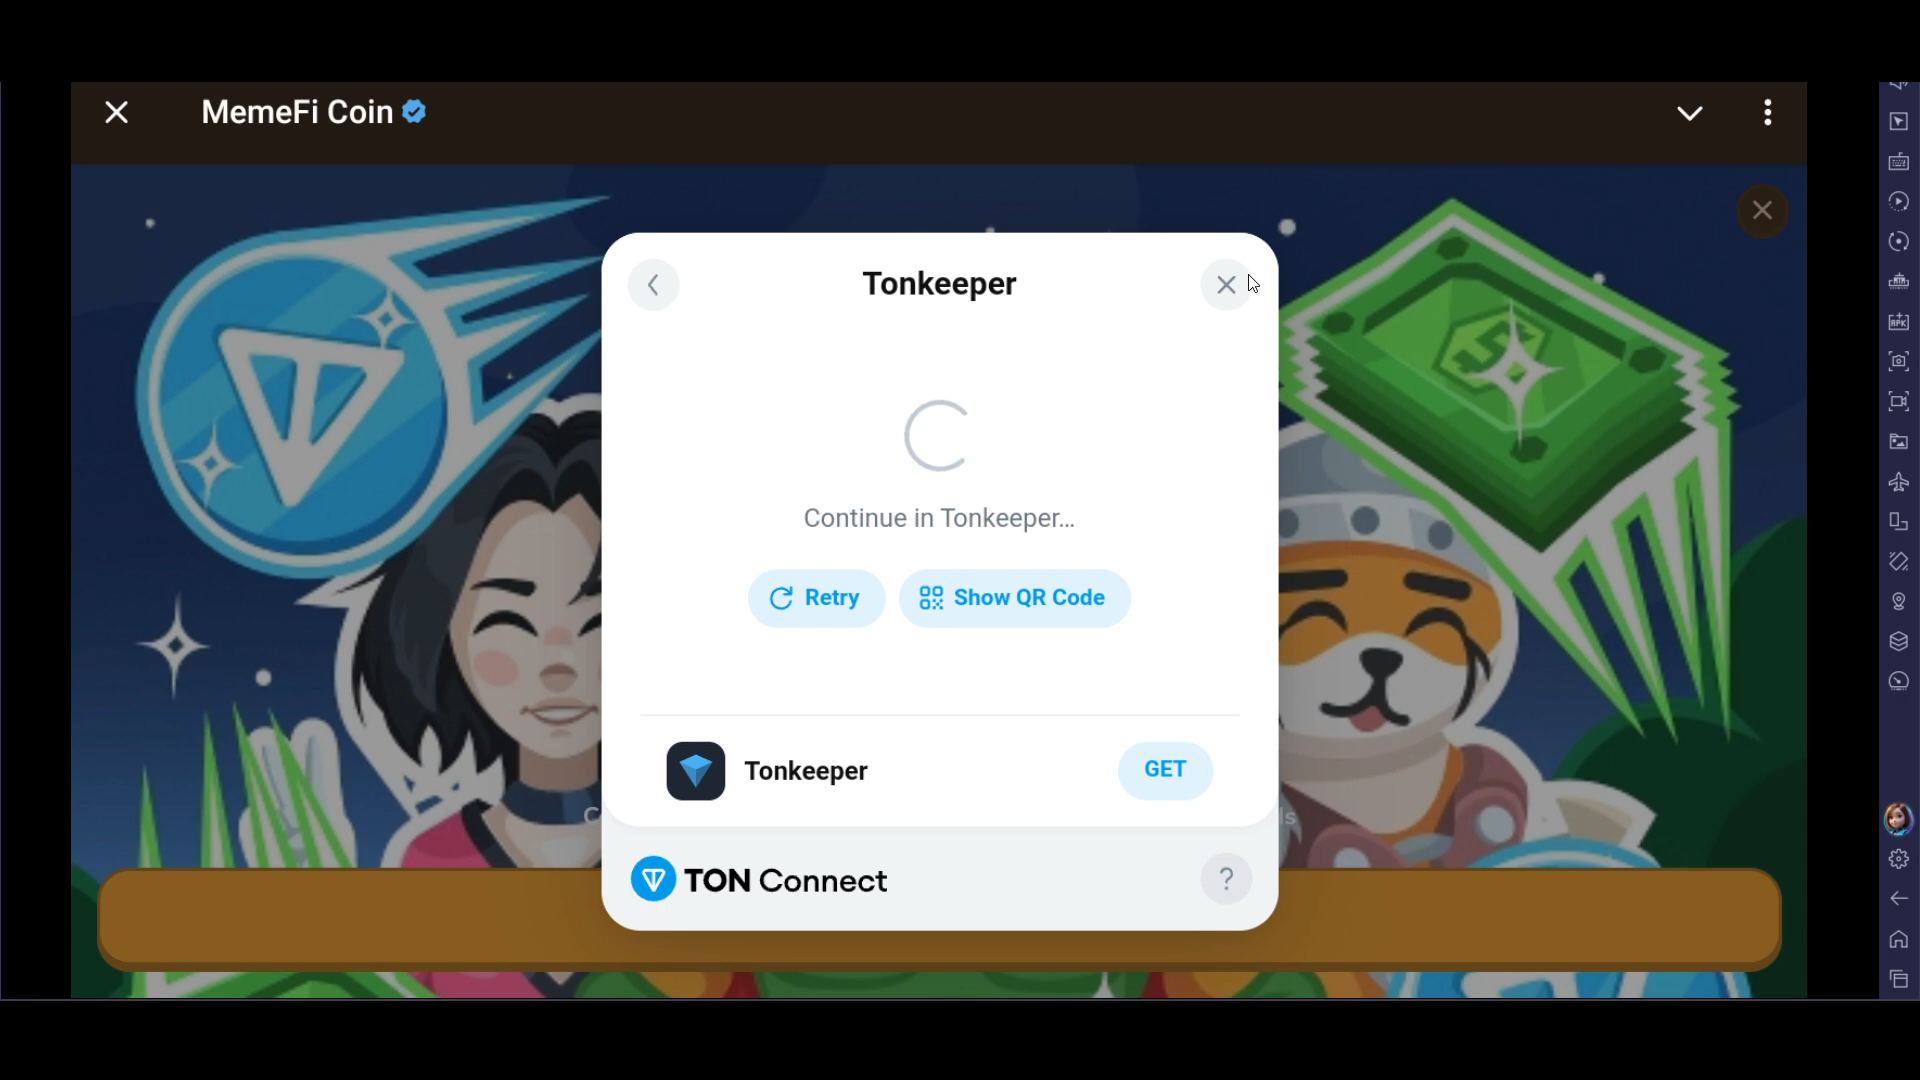 MemeFi Coin
Tonkeeper
Continue in Tonkeeper...
Retry
Show QR Code
Tonkeeper
GET
TON Connect
?